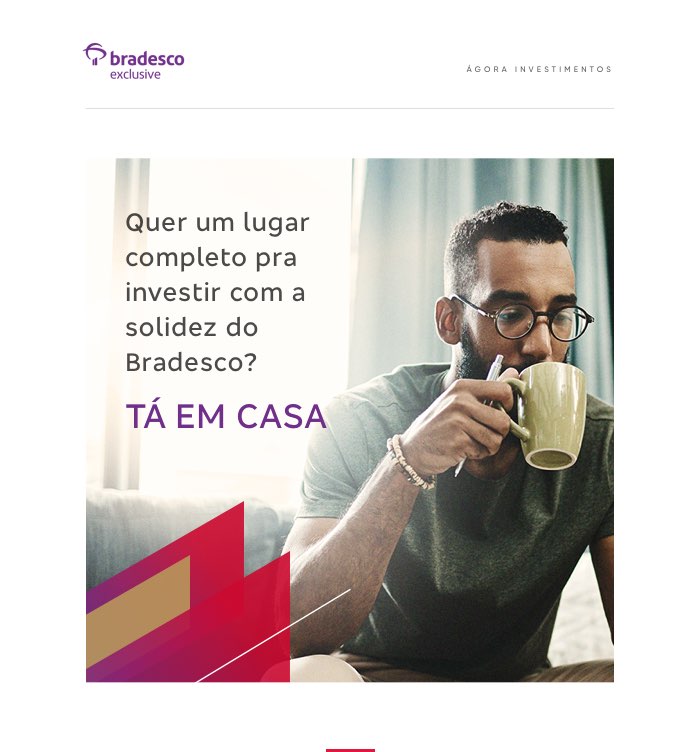 bradesco
exclusive
ÁGORA INVESTIMENTOS
Quer um lugar
completo pra
investir com a
solidez do
Bradesco?
TÁ EM CASA